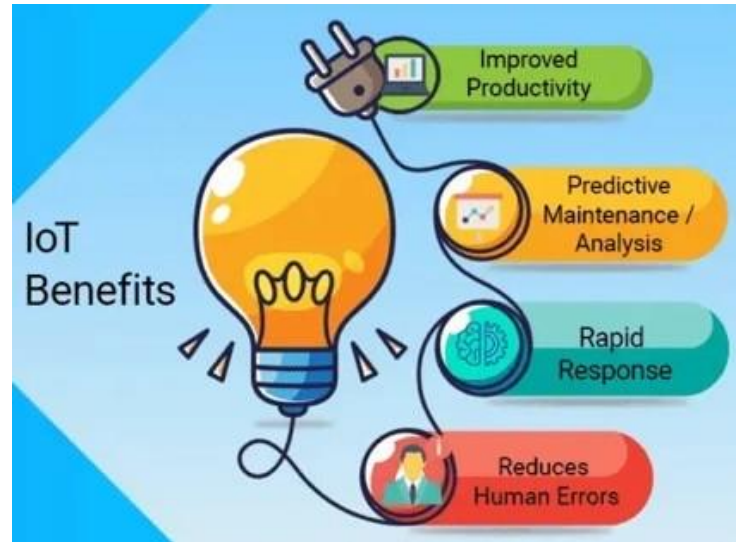 IoT
Benefits
Improved
Productivity
Predictive
Maintenance /
Analysis
Rapid
Response
Reduces
Human Errors